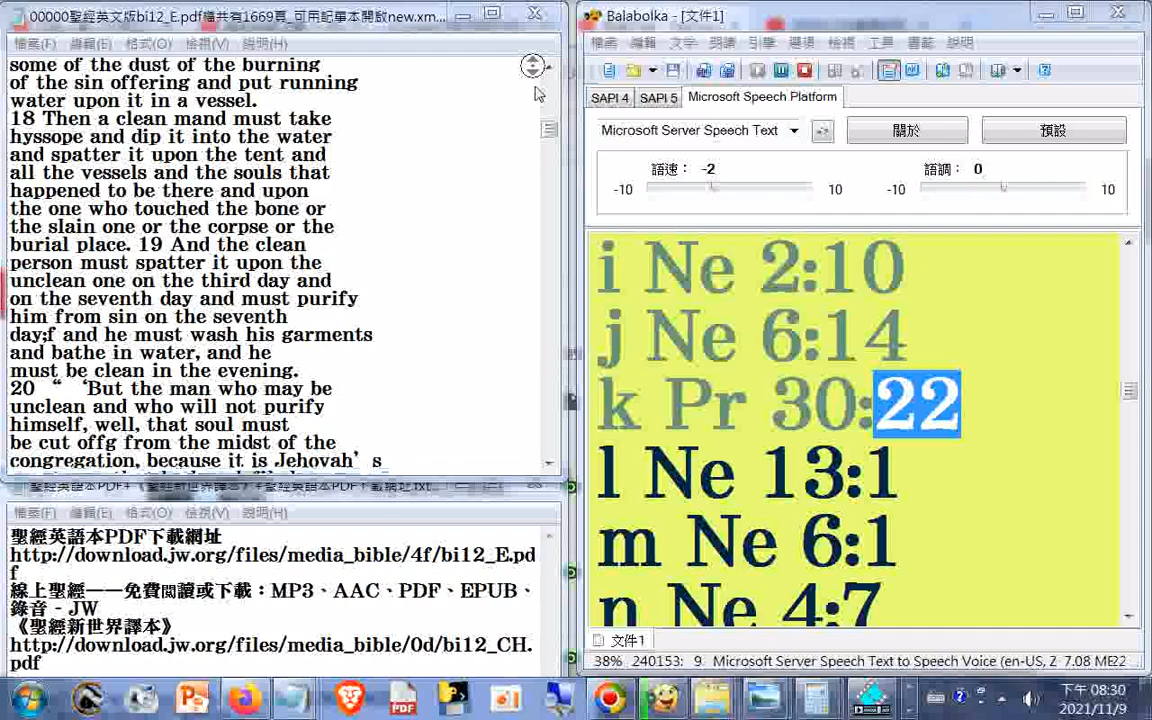 00000聖經英文版bi12_E.pdf檔共有1669頁_可用記事本開啟new.xm...
檔案(F) 編輯(E) 格式(O) 檢視(V) 說明(H)
some of the dust of the burning
of the sin offering and put running
water upon it in a vessel.
18 Then a clean mand must take
hyssope and dip it into the water
and spatter it upon the tent and
all the vessels and the souls that
happened to be there and upon
the one who touched the bone or
the slain one or the corpse or the
burial place. 19 And the clean
person must spatter it upon the
unclean one on the third day and
on the seventh day and must purify
him from sin on the seventh
day;f and he must wash his garments
and bathe in water, and he
must be clean in the evening.
20 “ ‘But the man who may be
unclean and who will not purify
himself, well, that soul must
be cut offg from the midst of the
congregation, because it is Jehovah’s
檔案(F) 編輯(E) 格式(O) 檢視(V) 說明(H)
聖經英語本PDF下載網址
http://download.jw.org/files/media_bible/4f/bi12_E.pd
f
線上聖經——免費閱讀或下載：MP3、AAC、PDF、EPUB、
錄音 - JW
《聖經新世界譯本》
http://download.jw.org/files/media_bible/0d/bi12_CH.
pdf
Balabolka - [文件1]
檔案 編輯 文字 朗讀 引擎 選項 檢視 工具 書籤 說明
SAPI 4 SAPI 5 Microsoft Speech Platform
Microsoft Server Speech Text 關於 預設
語速： -2 語調： 0
-10 10 -10 10
i Ne 2:10
j Ne 6:14
k Pr 30:22
l Ne 13:1
m Ne 6:1
n Ne 4:7
文件1
38% 240153: 9 Microsoft Server Speech Text to Speech Voice (en-US, Z 7.08 ME22
PDF
下午 08:30
2021/11/9